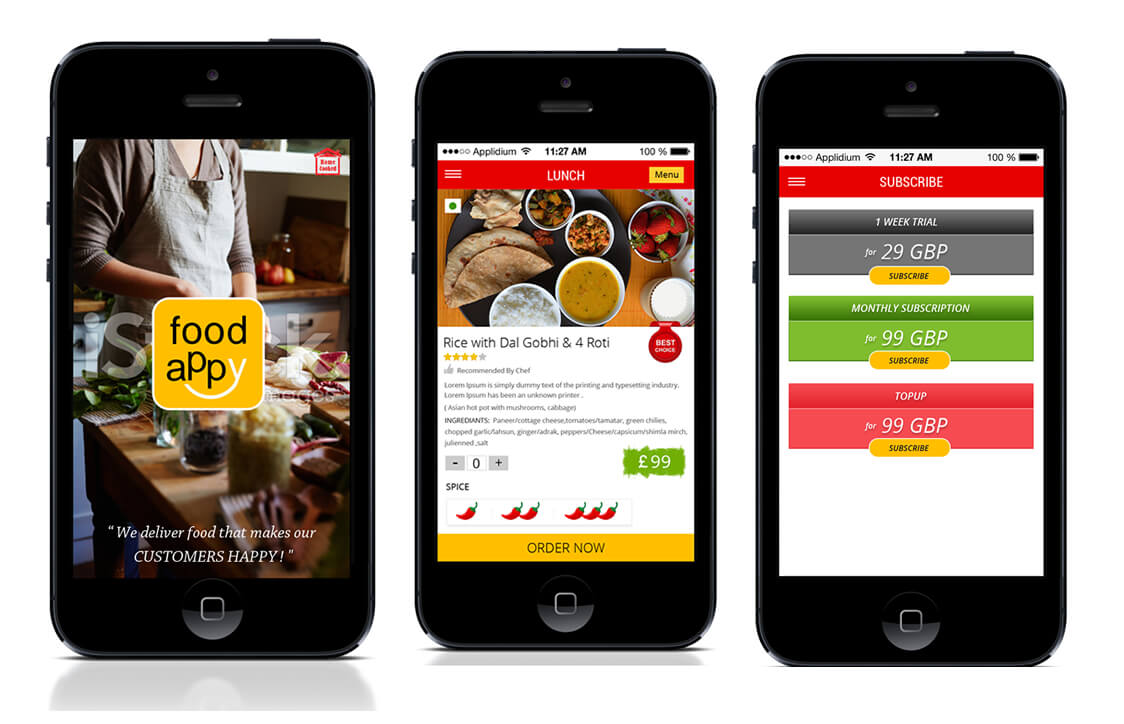 Home
Cooked
iStock
food
appy
“ We deliver food that makes our
CUSTOMERS HAPPY ! "
Applidium 11:27 AM 100 %
LUNCH
Menu
Rice with Dal Gobhi & 4 Roti
BEST
CHOICE
Recommended By Chef
Lorem Ipsum is simply dummy text of the printing and typesetting industry.
Lorem Ipsum has been an unknown printer .
( Asian hot pot with mushrooms, cabbage)
INGREDIANTS: Paneer/cottage cheese,tomatoes/tamatar, green chilies,
chopped garlic/lahsun, ginger/adrak, peppers/Cheese/capsicum/shimla mirch,
julienned ,salt
- 0 +
£99
SPICE
ORDER NOW
Applidium 11:27 AM 100 %
SUBSCRIBE
1 WEEK TRIAL
for 29 GBP
SUBSCRIBE
MONTHLY SUBSCRIPTION
for 99 GBP
SUBSCRIBE
TOPUP
for 99 GBP
SUBSCRIBE